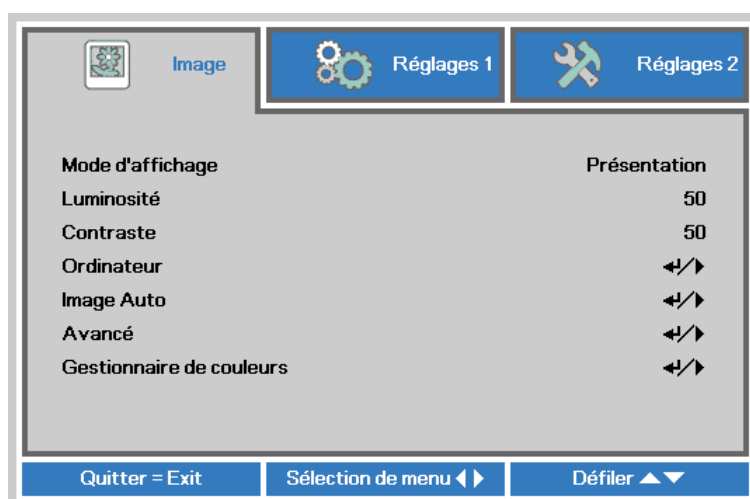 Image
Réglages 1
Réglages 2
Mode d'affichage Présentation
Luminosité 50
Contraste 50
Ordinateur
Image Auto
Avancé
Gestionnaire de couleurs
Quitter = Exit
Sélection de menu
Défiler